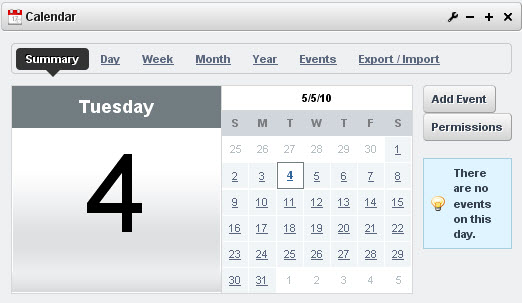 Calendar
Summary Day Week Month Year Events Export / Import
Tuesday
4
5/5/10
S M T W T F S
25 26 27 28 29 30 1
2 3 4 5 6 7 8
9 10 11 12 13 14 15
16 17 18 19 20 21 22
23 24 25 26 27 28 29
30 31 1 2 3 4 5
Add Event
Permissions
There
are no
events
on this
day.